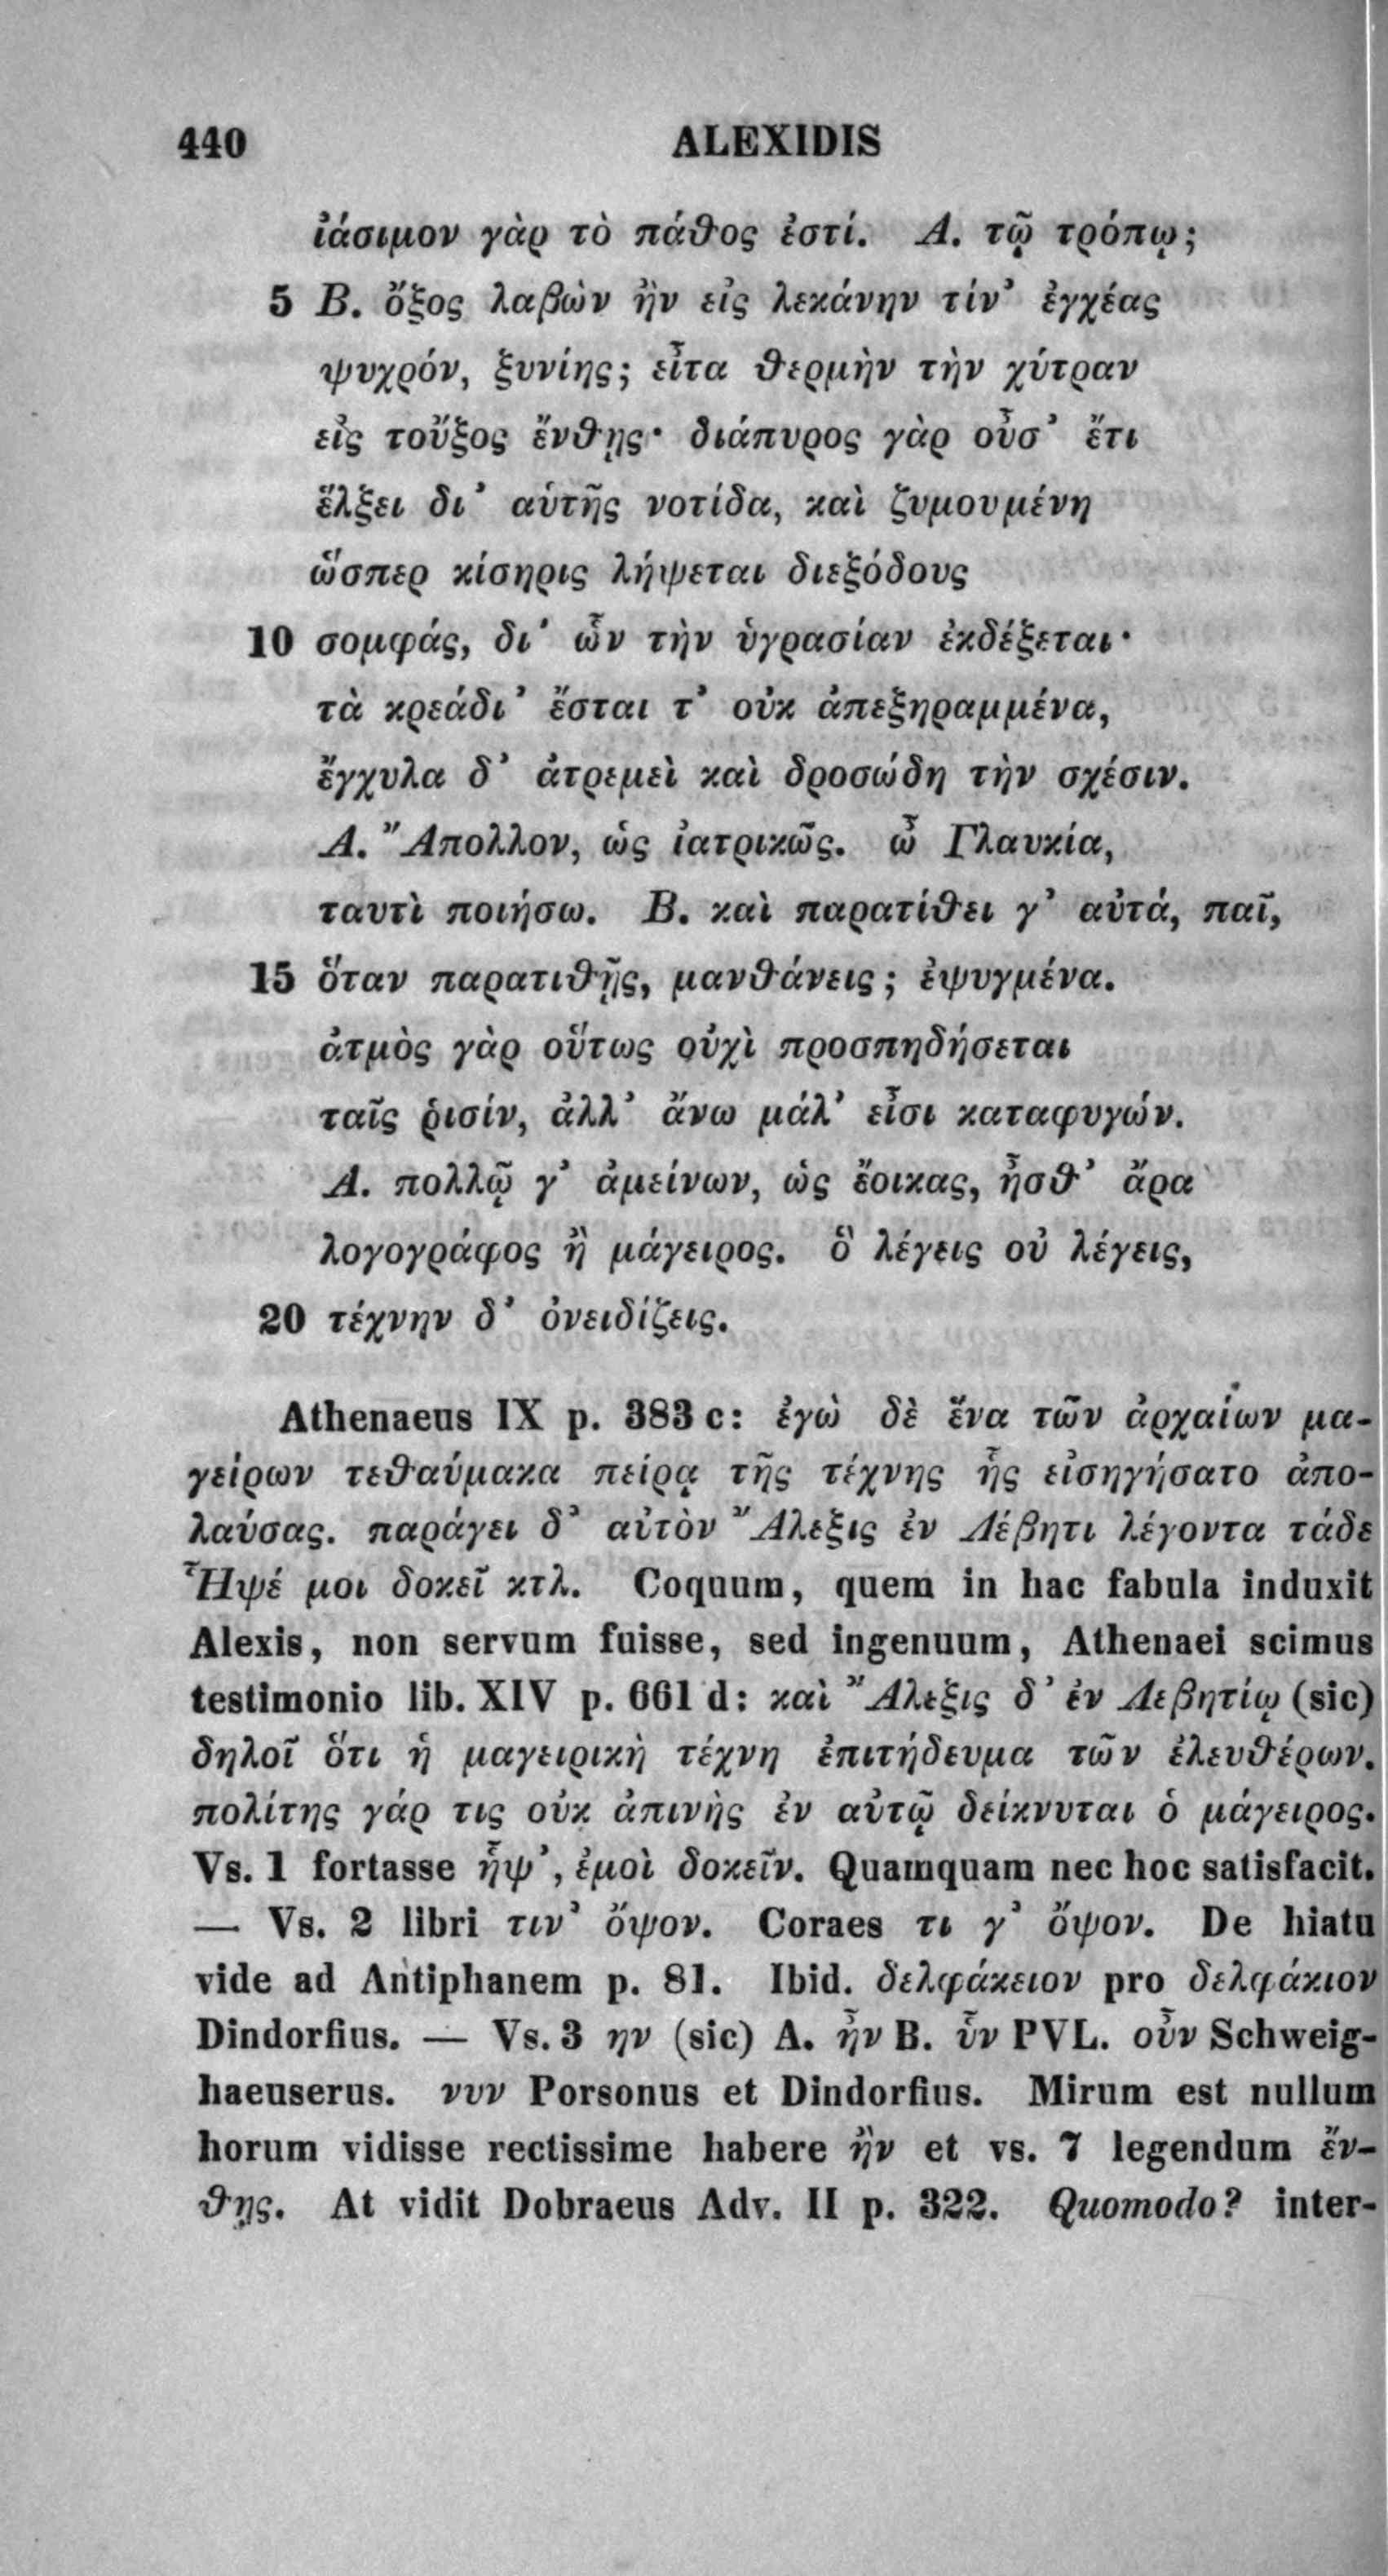 440 ALEXIDIS
ἰάσιμον γὰρ τὸ πάθος ἐστί. Α. τῷ τρόπῳ;
5 Β. ὄξος λαβὼν ἢν εἰς λεκάνην τίν' ἐγχέας
ψυχρόν, ξυνίης; εἶτα θερμὴν τὴν χύτραν
εἰς τοὖξος ἔνθῃς· διάπυρος γὰρ οὖσ' ἔτι
ἕλξει δι' αὑτῆς νοτίδα, καὶ ζυμουμένη
ὥσπερ κίσηρις λήψεται διεξόδους
10 σομφάς, δι' ὧν τὴν ὑγρασίαν ἐκδέξεται·
τὰ κρεάδι' ἔσται τ' οὐκ ἀπεξηραμμένα,
ἔγχυλα δ' ἀτρεμεὶ καὶ δροσώδη τὴν σχέσιν.
Α. Ἄπολλον, ὡς ἰατρικῶς. ὦ Γλαυκία,
ταυτὶ ποιήσω. Β. καὶ παρατίθει γ' αὐτά, παῖ,
15 ὅταν παρατιθῇς, μανθάνεις; ἐψυγμένα.
ἀτμὸς γὰρ οὕτως οὐχὶ προσπηδήσεται
ταῖς ῥισίν, ἀλλ' ἄνω μάλ' εἶσι καταφυγών.
Α. πολλῷ γ' ἀμείνων, ὡς ἔοικας, ἦσθ' ἄρα
λογογράφος ἢ μάγειρος. ὃ λέγεις οὐ λέγεις,
20 τέχνην δ' ὀνειδίζεις.
Athenaeus IX p. 383 c: ἐγὼ δὲ ἕνα τῶν ἀρχαίων μα-
γείρων τεθαύμακα πείρᾳ τῆς τέχνης ἧς εἰσηγήσατο ἀπο-
λαύσας. παράγει δ' αὐτὸν Ἄλεξις ἐν Λέβητι λέγοντα τάδε
Ἧψέ μοι δοκεῖ κτλ. Coquum, quem in hac fabula induxit
Alexis, non servum fuisse, sed ingenuum, Athenaei scimus
testimonio lib. XIV p. 661 d: καὶ Ἄλεξις δ' ἐν Λεβητίῳ (sic)
δηλοῖ ὅτι ἡ μαγειρικὴ τέχνη ἐπιτήδευμα τῶν ἐλευθέρων.
πολίτης γάρ τις οὐκ ἀπινὴς ἐν αὐτῷ δείκνυται ὁ μάγειρος.
Vs. 1 fortasse ἧψ', ἐμοὶ δοκεῖν. Quamquam nec hoc satisfacit.
— Vs. 2 libri τιν' ὄψον. Coraes τι γ' ὄψον. De hiatu
vide ad Antiphanem p. 81. Ibid. δελφάκειον pro δελφάκιον
Dindorfius. — Vs. 3 ην (sic) A. ἦν B. ὖν PVL. οὖν Schweig-
haeuserus. νυν Porsonus et Dindorfius. Mirum est nullum
horum vidisse rectissime habere ἢν et vs. 7 legendum ἔν-
θῃς. At vidit Dobraeus Adv. II p. 322. Quomodo? inter-